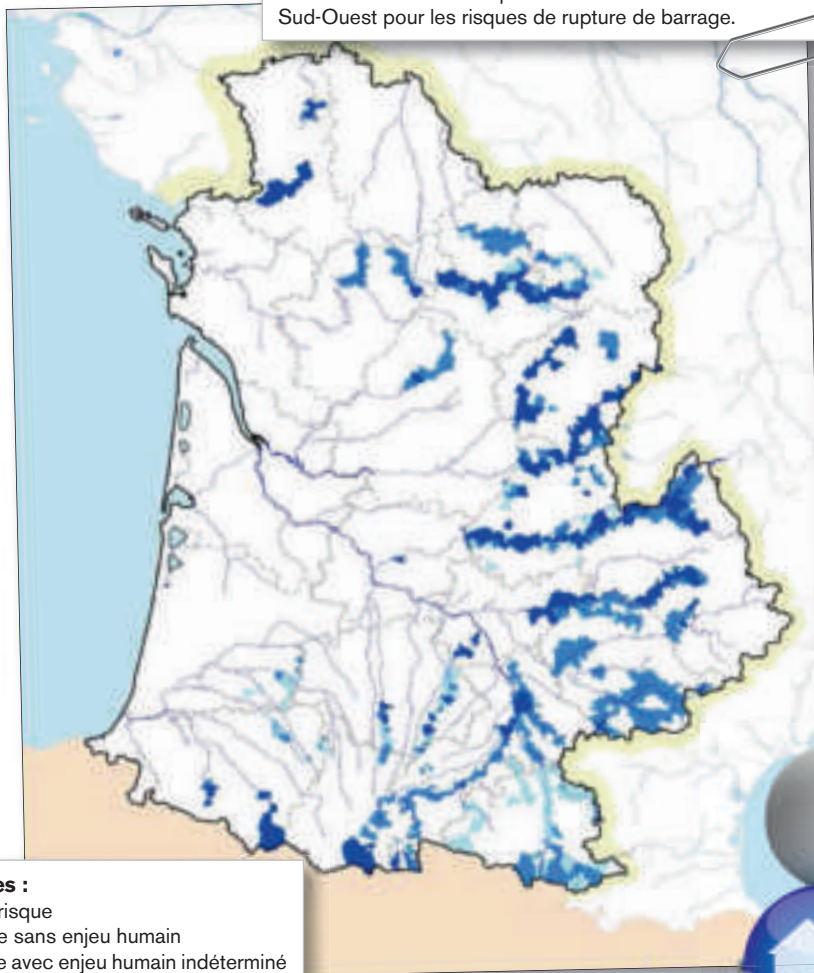 Sud-Ouest pour les risques de rupture de barrage.
es :
risque
e sans enjeu humain
e avec enjeu humain indéterminé